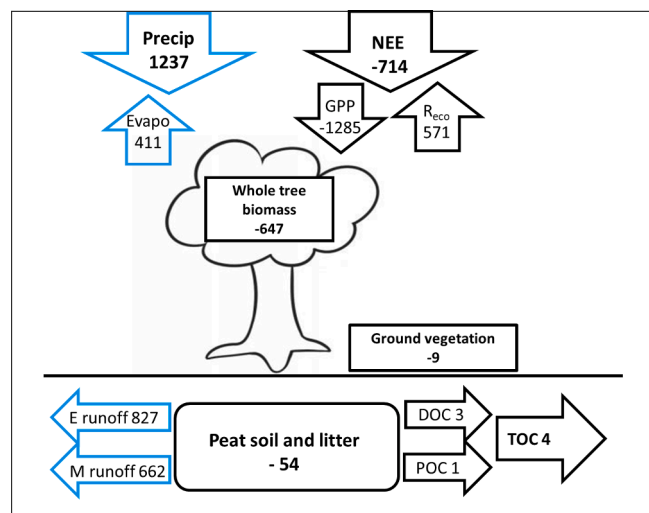 Precip
1237
NEE
-714
Evapo
411
GPP
-1285
Reco
571
Whole tree
biomass
-647
Ground vegetation
-9
E runoff 827
M runoff 662
Peat soil and litter
- 54
DOC 3
POC 1
TOC 4